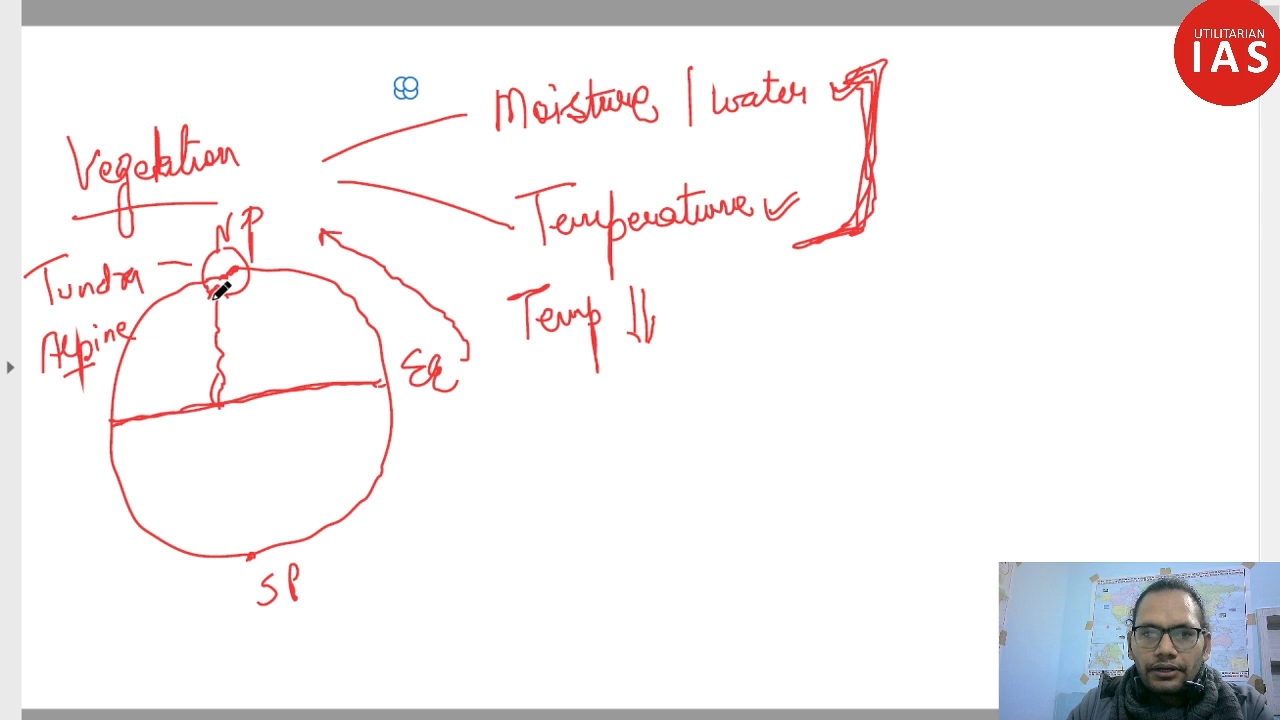 UTILITARIAN
IAS
Moisture / water
Vegetation
Temperature
NP
Tundra
Temp
Alpine
Eq
SP